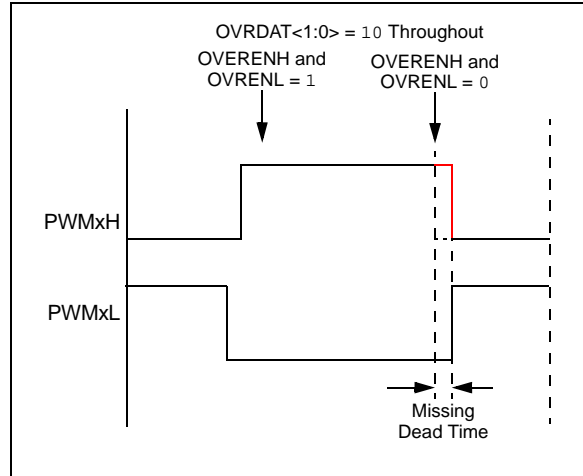 OVRDAT<1:0> = 10 Throughout
OVERENH and
OVRENL = 1
OVERENH and
OVRENL = 0
PWMxH
PWMxL
Missing
Dead Time